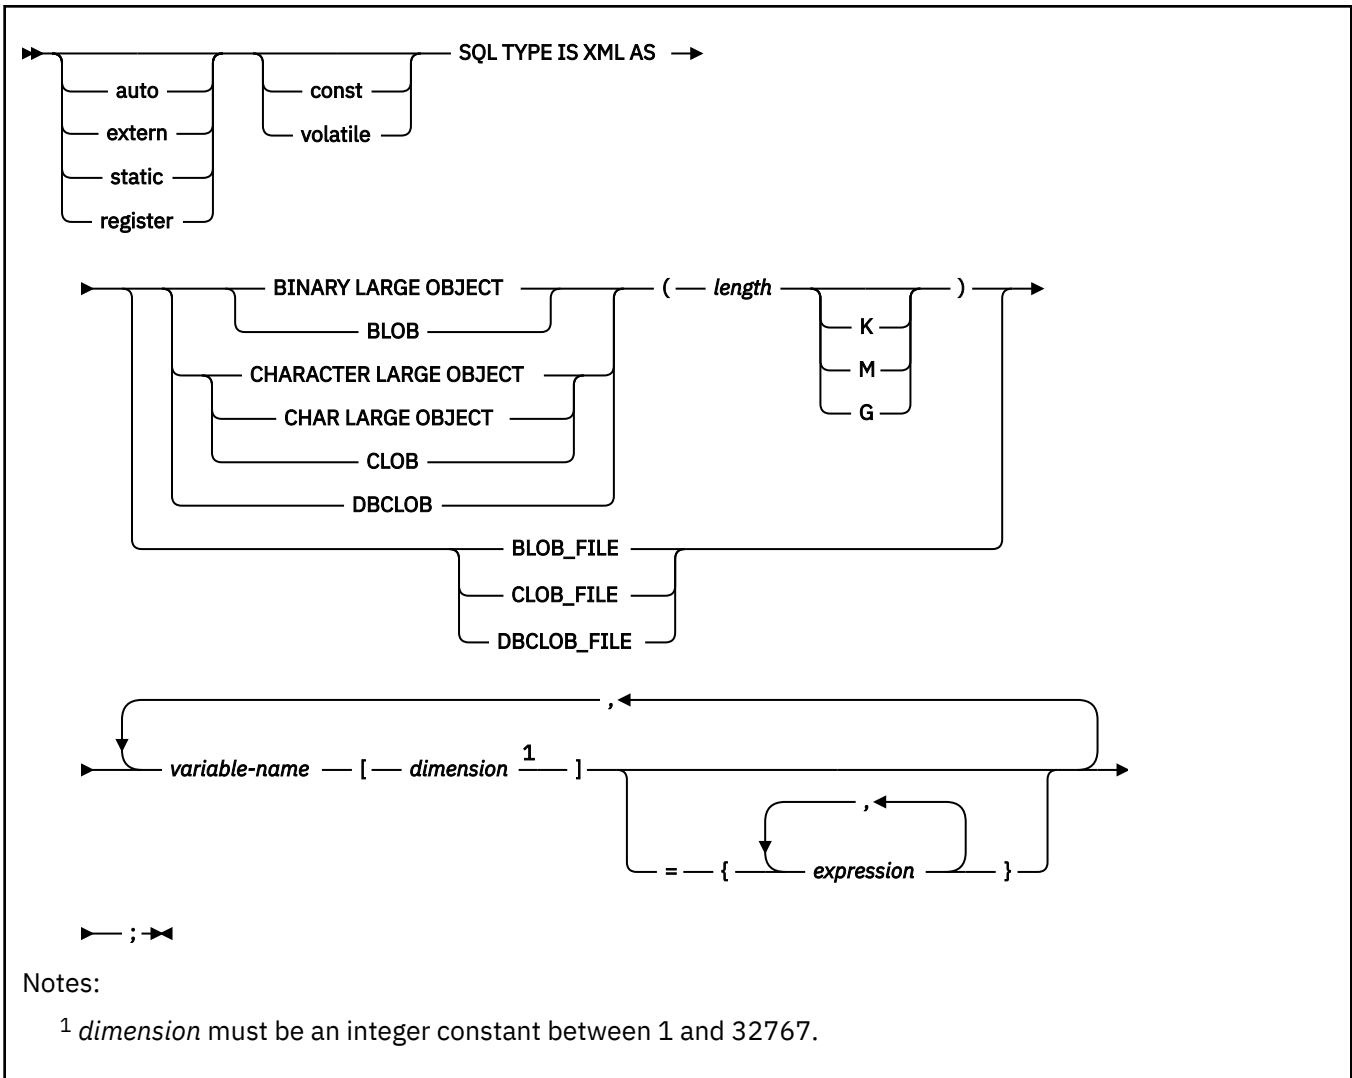 SQL TYPE IS XML AS
auto const
extern volatile
static
register
BINARY LARGE OBJECT ( length )
BLOB K
M
CHARACTER LARGE OBJECT
CHAR LARGE OBJECT G
CLOB
DBCLOB
BLOB_FILE
CLOB_FILE
DBCLOB_FILE
,
variable-name [ dimension 1 ]
,
= { expression }
;
Notes:
1 dimension must be an integer constant between 1 and 32767.